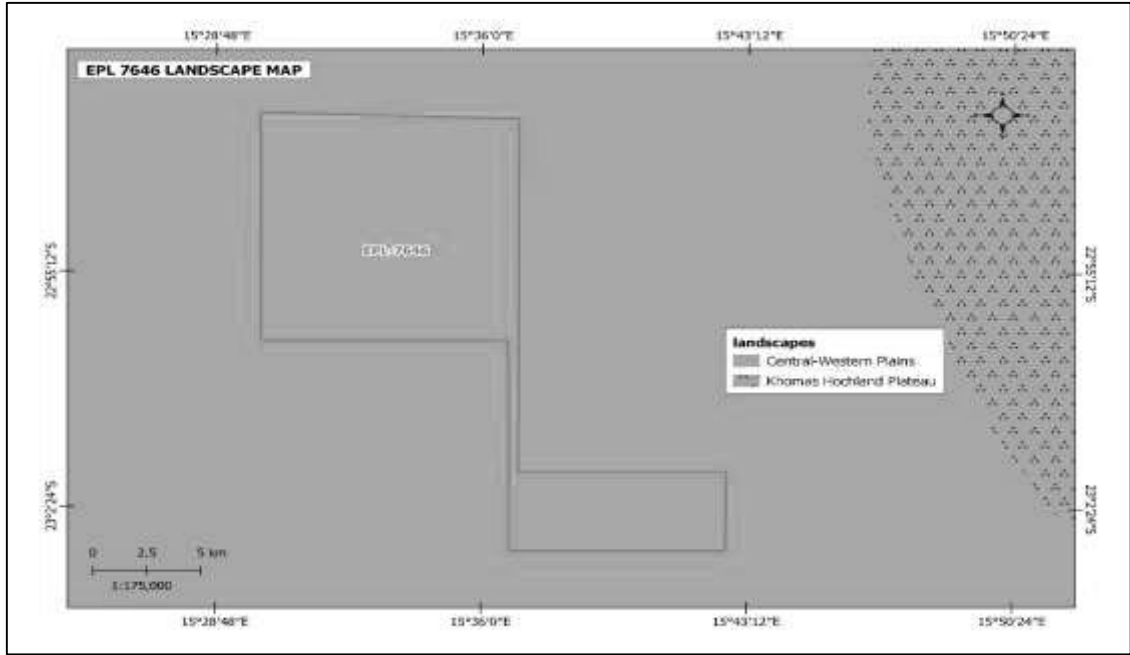 15°28'48"E 15°36'0"E 15°43'12"E 15°50'24"E
EPL 7646 LANDSCAPE MAP
EPL 7646
22°55'12"S 22°55'12"S
landscapes
Central-Western Plains
Khomas Hochland Plateau
23°2'24"S 23°2'24"S
0 2.5 5 km
1:175,000
15°28'48"E 15°36'0"E 15°43'12"E 15°50'24"E